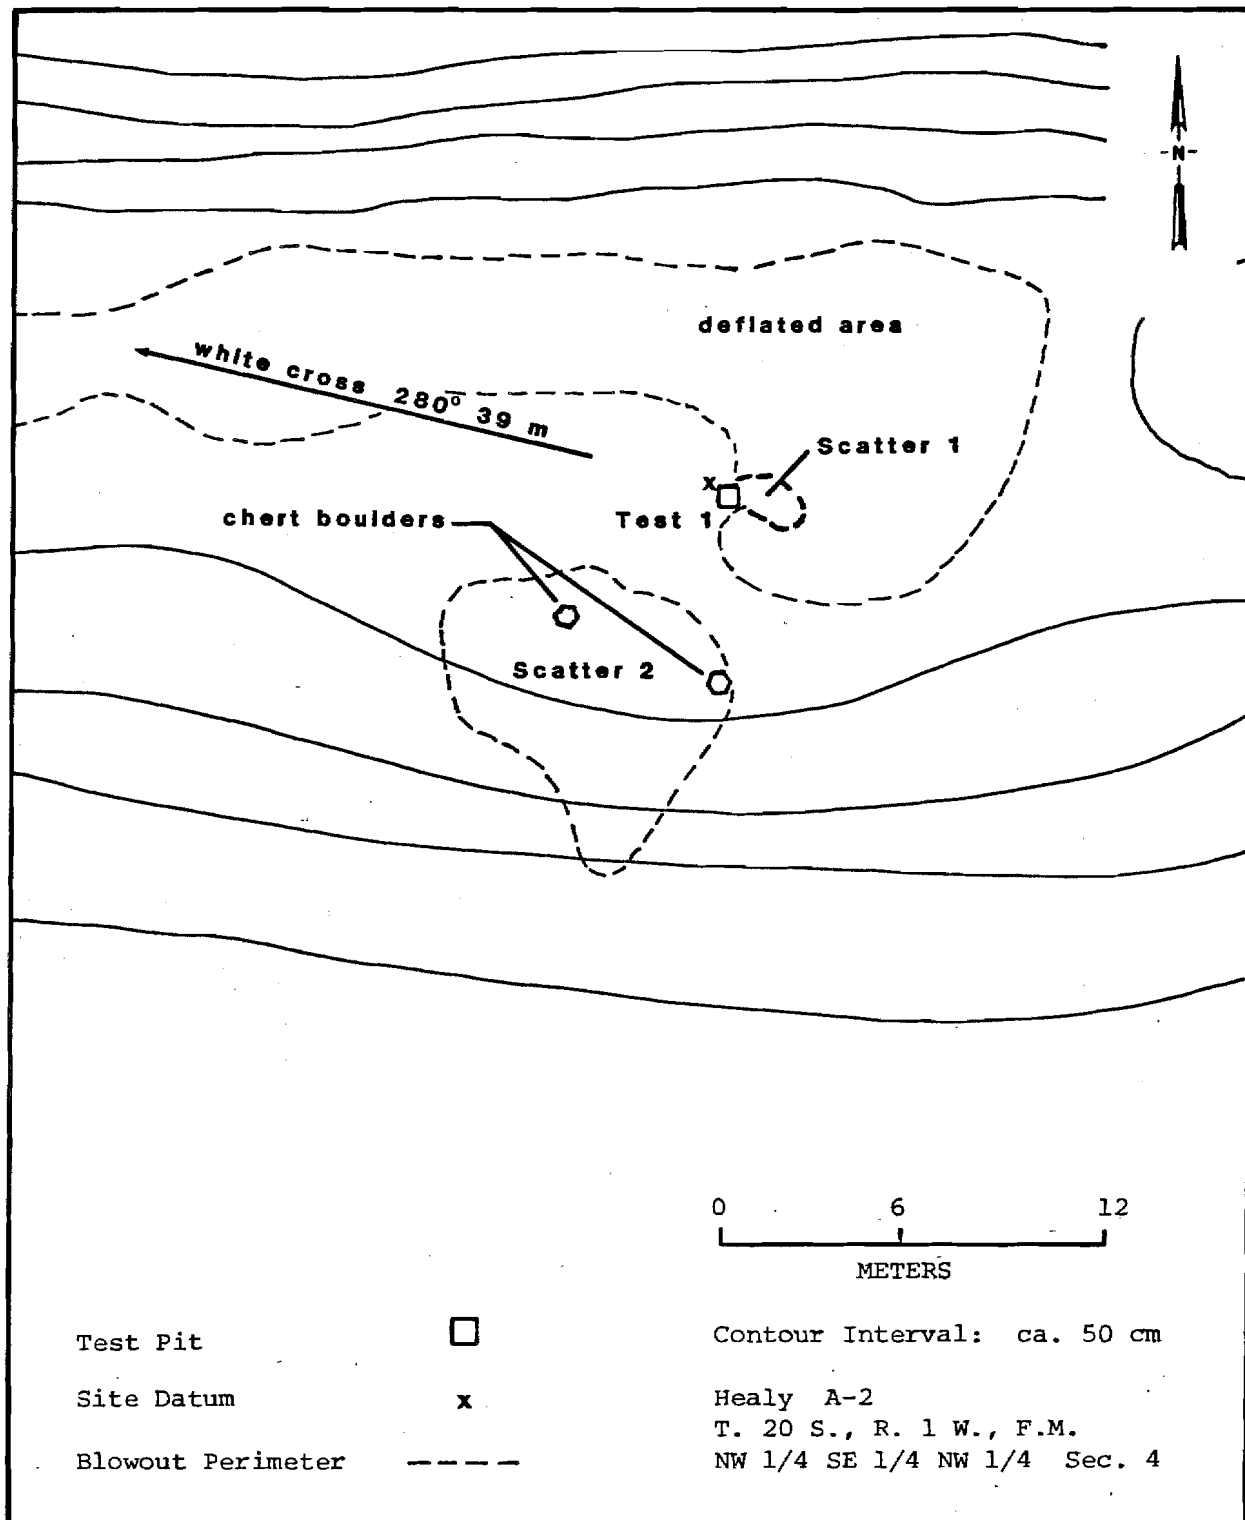 N
deflated area
white cross 280° 39 m
Scatter 1
Test 1
x
chert boulders
Scatter 2
0 6 12
METERS
Test Pit
Contour Interval: ca. 50 cm
Site Datum x
Healy A-2
T. 20 S., R. 1 W., F.M.
Blowout Perimeter
NW 1/4 SE 1/4 NW 1/4 Sec. 4